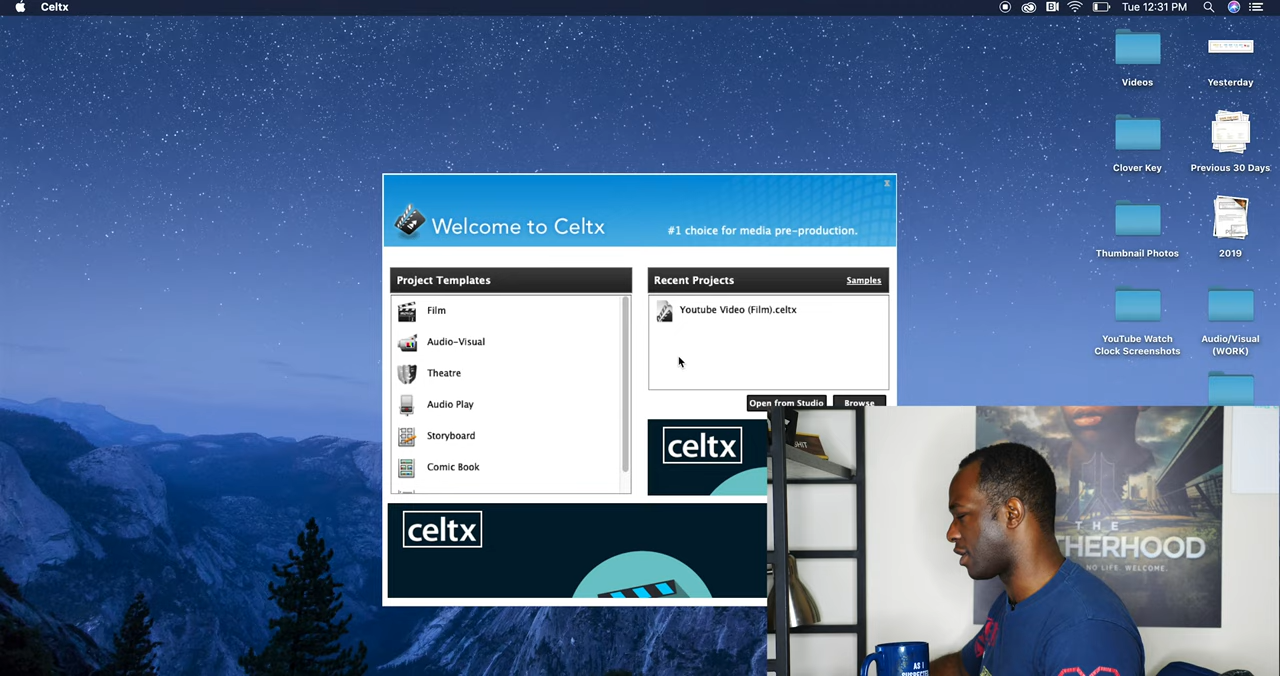 Celtx
Tue 12:31 PM
Videos
Yesterday
Clover Key
Previous 30 Days
Thumbnail Photos
2019
YouTube Watch
Clock Screenshots
Audio/Visual
(WORK)
x
Welcome to Celtx
#1 choice for media pre-production.
Project Templates
Film
Audio-Visual
Theatre
Audio Play
Storyboard
Comic Book
Recent Projects
Samples
Youtube Video (Film).celtx
Open from Studio
Browse
celtx
celtx
THE
THERHOOD
NO LIFE. WELCOME.
AS I